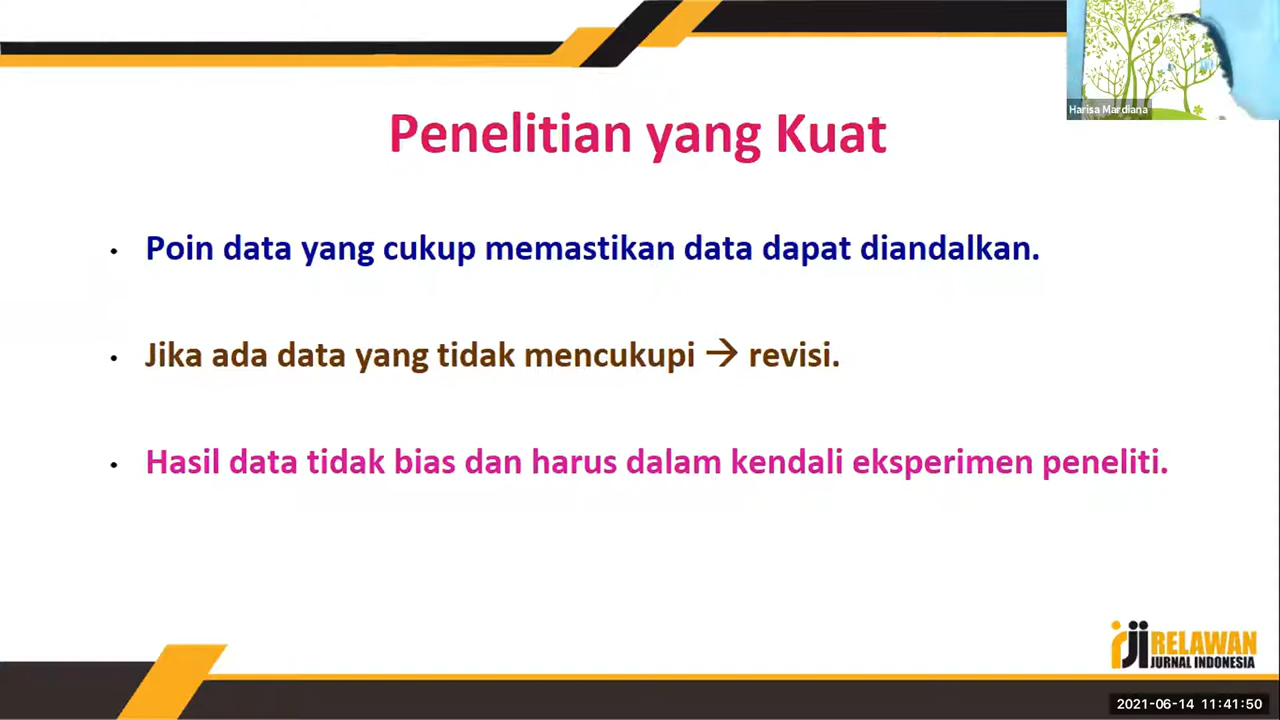 Harisa Mardiana
Penelitian yang Kuat
• Poin data yang cukup memastikan data dapat diandalkan.
• Jika ada data yang tidak mencukupi → revisi.
• Hasil data tidak bias dan harus dalam kendali eksperimen peneliti.
rji RELAWAN
JURNAL INDONESIA
2021-06-14 11:41:50